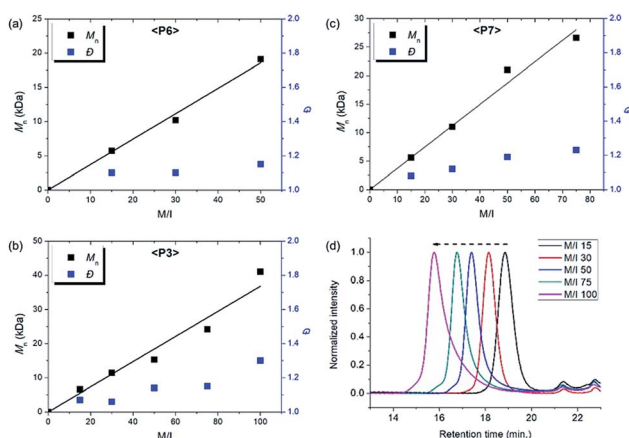 (a)
<P6>
Mn
Đ
Mn (kDa)
25
20
15
10
5
0
0 10 20 30 40 50
M/I
2.0
1.8
1.6
1.4
1.2
1.0
Đ
(c)
<P7>
Mn
Đ
Mn (kDa)
30
25
20
15
10
5
0
0 10 20 30 40 50 60 70 80
M/I
2.0
1.8
1.6
1.4
1.2
1.0
Đ
(b)
<P3>
Mn
Đ
Mn (kDa)
50
40
30
20
10
0
0 20 40 60 80 100
M/I
2.0
1.8
1.6
1.4
1.2
1.0
Đ
(d)
M/I 15
M/I 30
M/I 50
M/I 75
M/I 100
Normalized intensity
1.0
0.8
0.6
0.4
0.2
0.0
14 15 16 17 18 19 20 21 22
Retention time (min.)